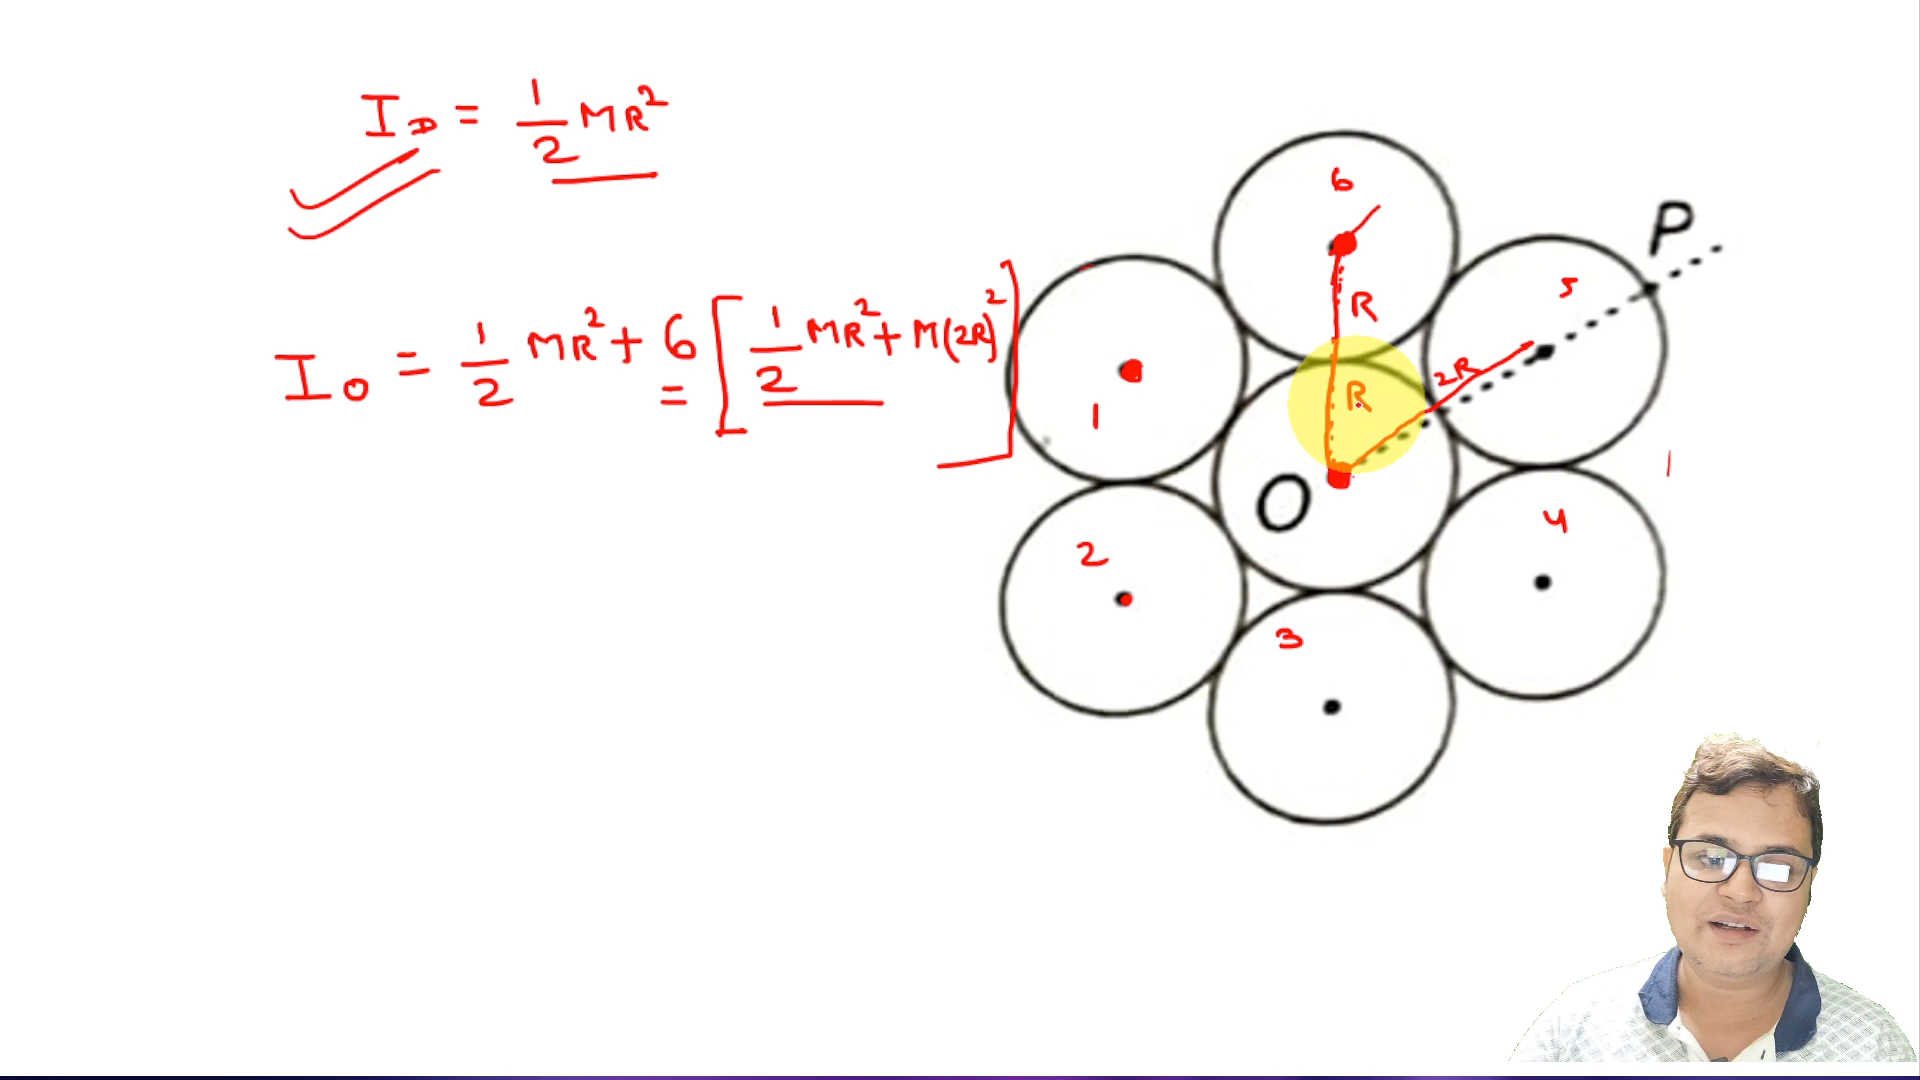 I_D = 1/2 MR²
I_O = 1/2 MR² + 6 [1/2 MR² + M(2R)²]
=
6
P
5
R
2R
R
1
O
4
2
3